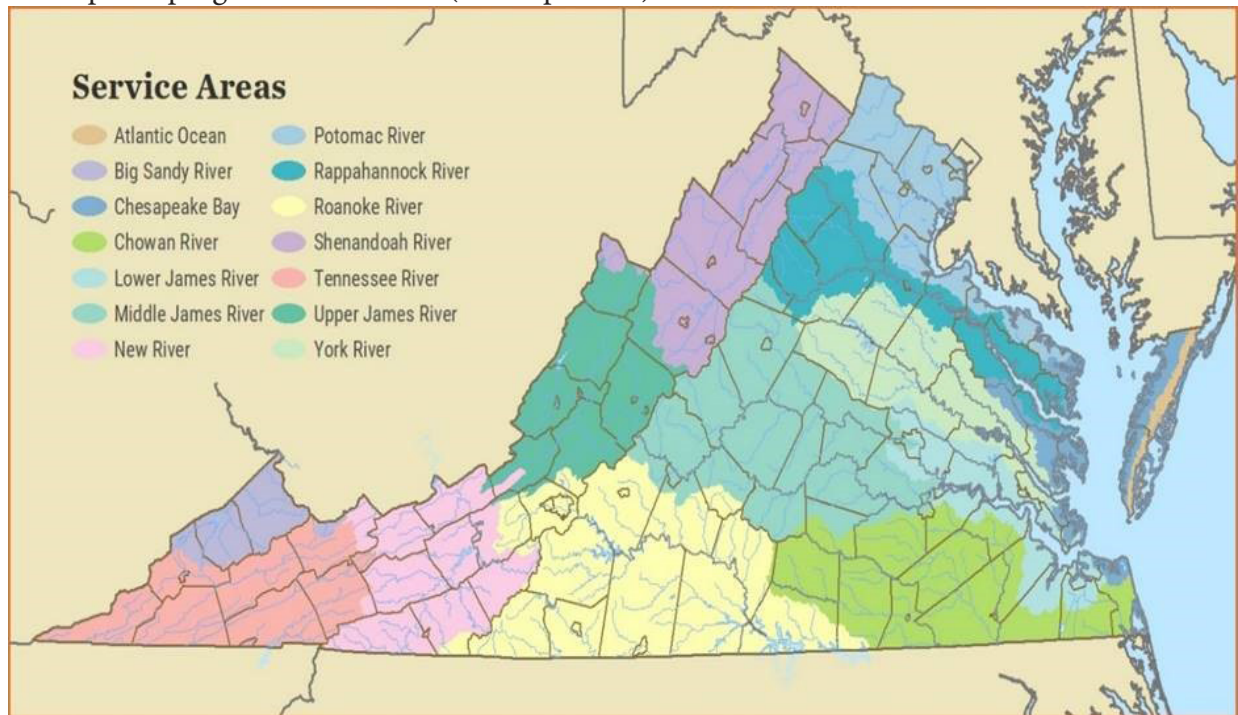 Service Areas
Atlantic Ocean
Big Sandy River
Chesapeake Bay
Chowan River
Lower James River
Middle James River
New River
Potomac River
Rappahannock River
Roanoke River
Shenandoah River
Tennessee River
Upper James River
York River